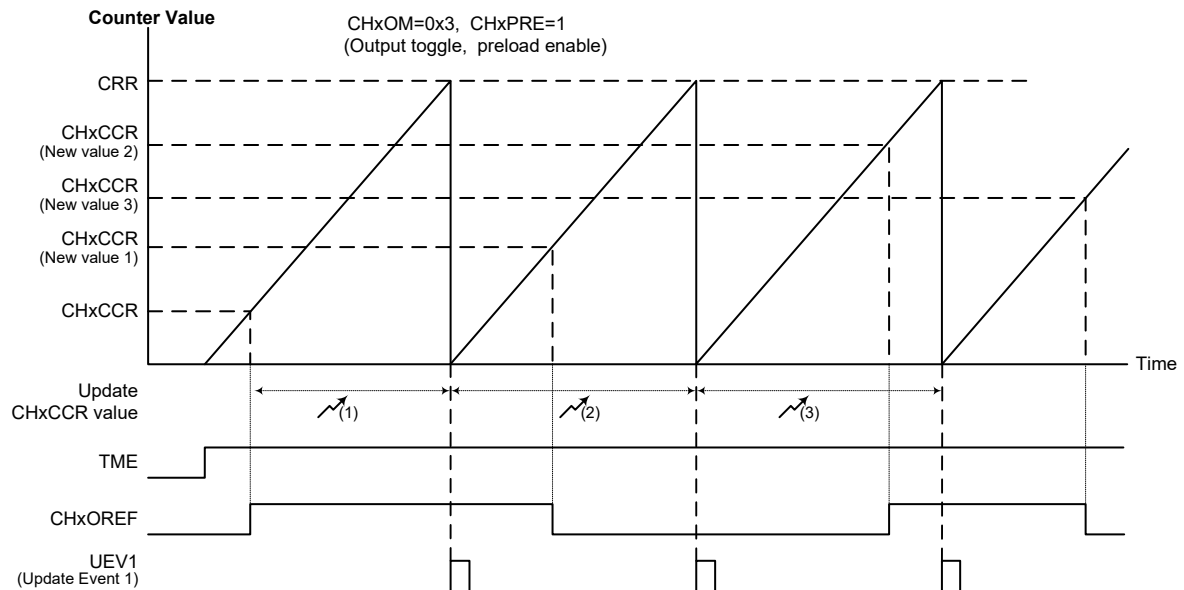 Counter Value
CHxOM=0x3, CHxPRE=1
(Output toggle, preload enable)
CRR
CHxCCR
(New value 2)
CHxCCR
(New value 3)
CHxCCR
(New value 1)
CHxCCR
Time
Update
CHxCCR value
(1)
(2)
(3)
TME
CHxOREF
UEV1
(Update Event 1)